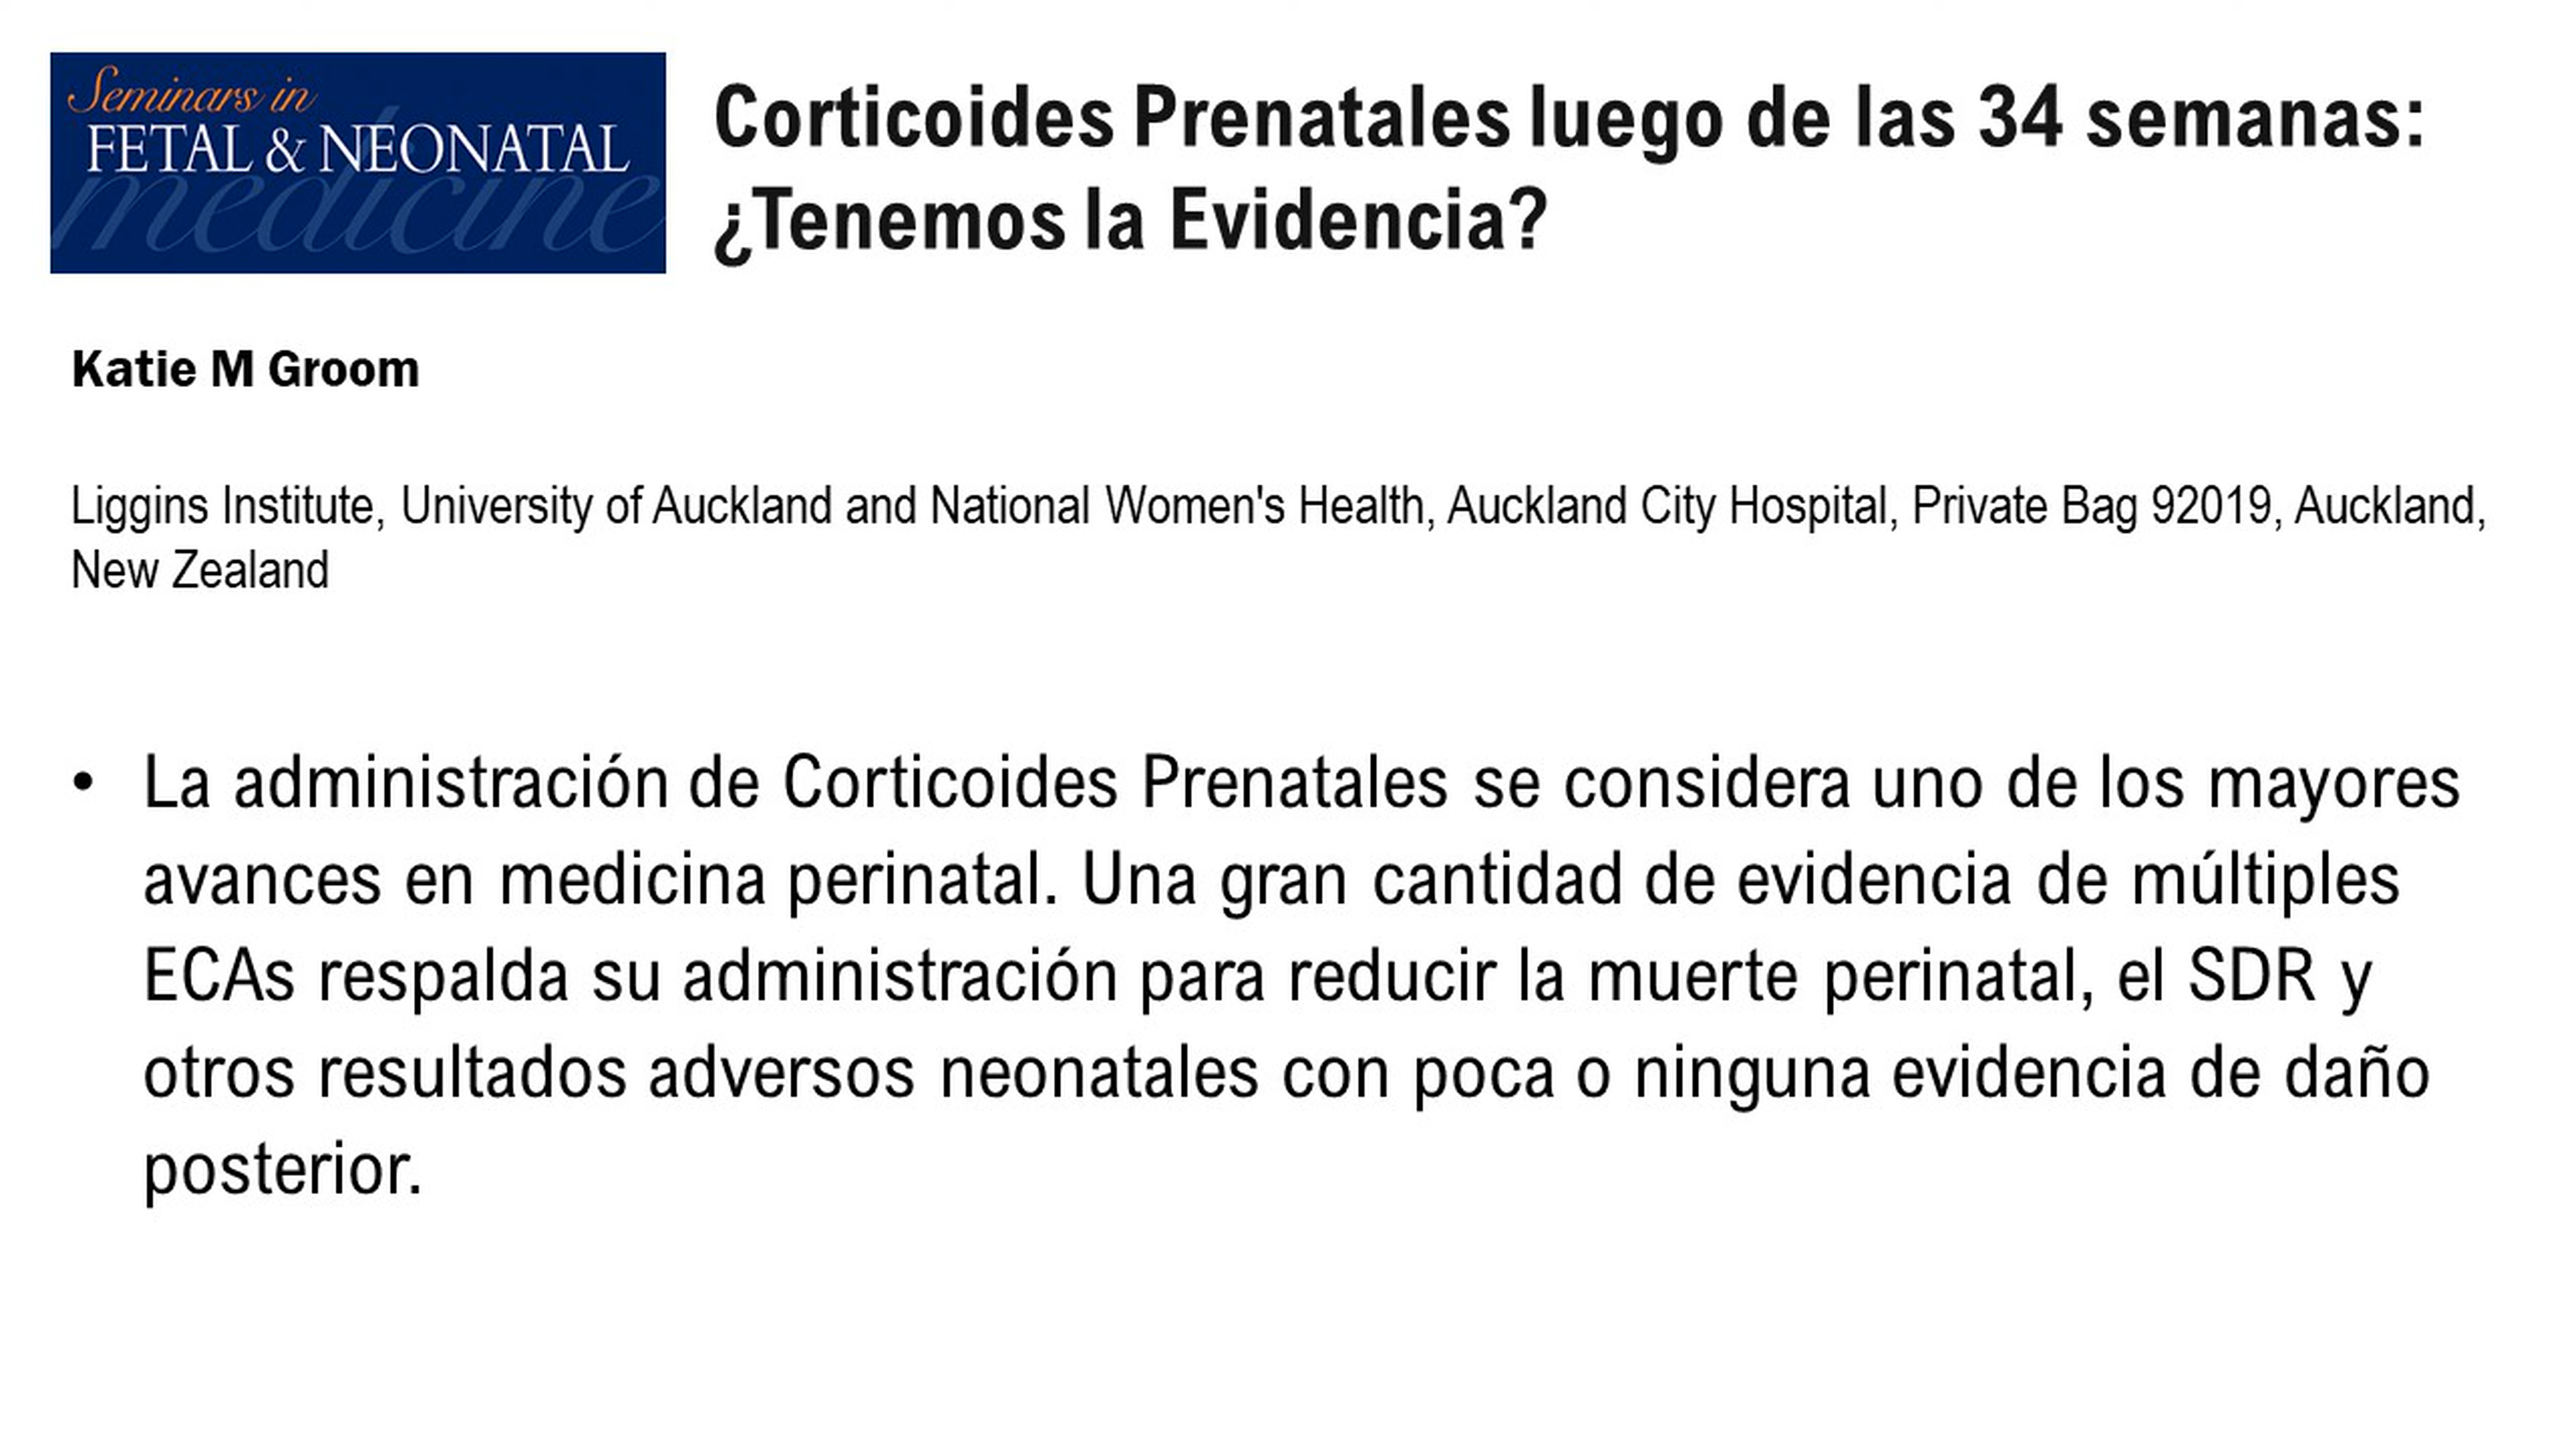 Seminars in
FETAL & NEONATAL
medicine
Corticoides Prenatales luego de las 34 semanas:
¿Tenemos la Evidencia?
Katie M Groom
Liggins Institute, University of Auckland and National Women's Health, Auckland City Hospital, Private Bag 92019, Auckland,
New Zealand
• La administración de Corticoides Prenatales se considera uno de los mayores
avances en medicina perinatal. Una gran cantidad de evidencia de múltiples
ECAs respalda su administración para reducir la muerte perinatal, el SDR y
otros resultados adversos neonatales con poca o ninguna evidencia de daño
posterior.